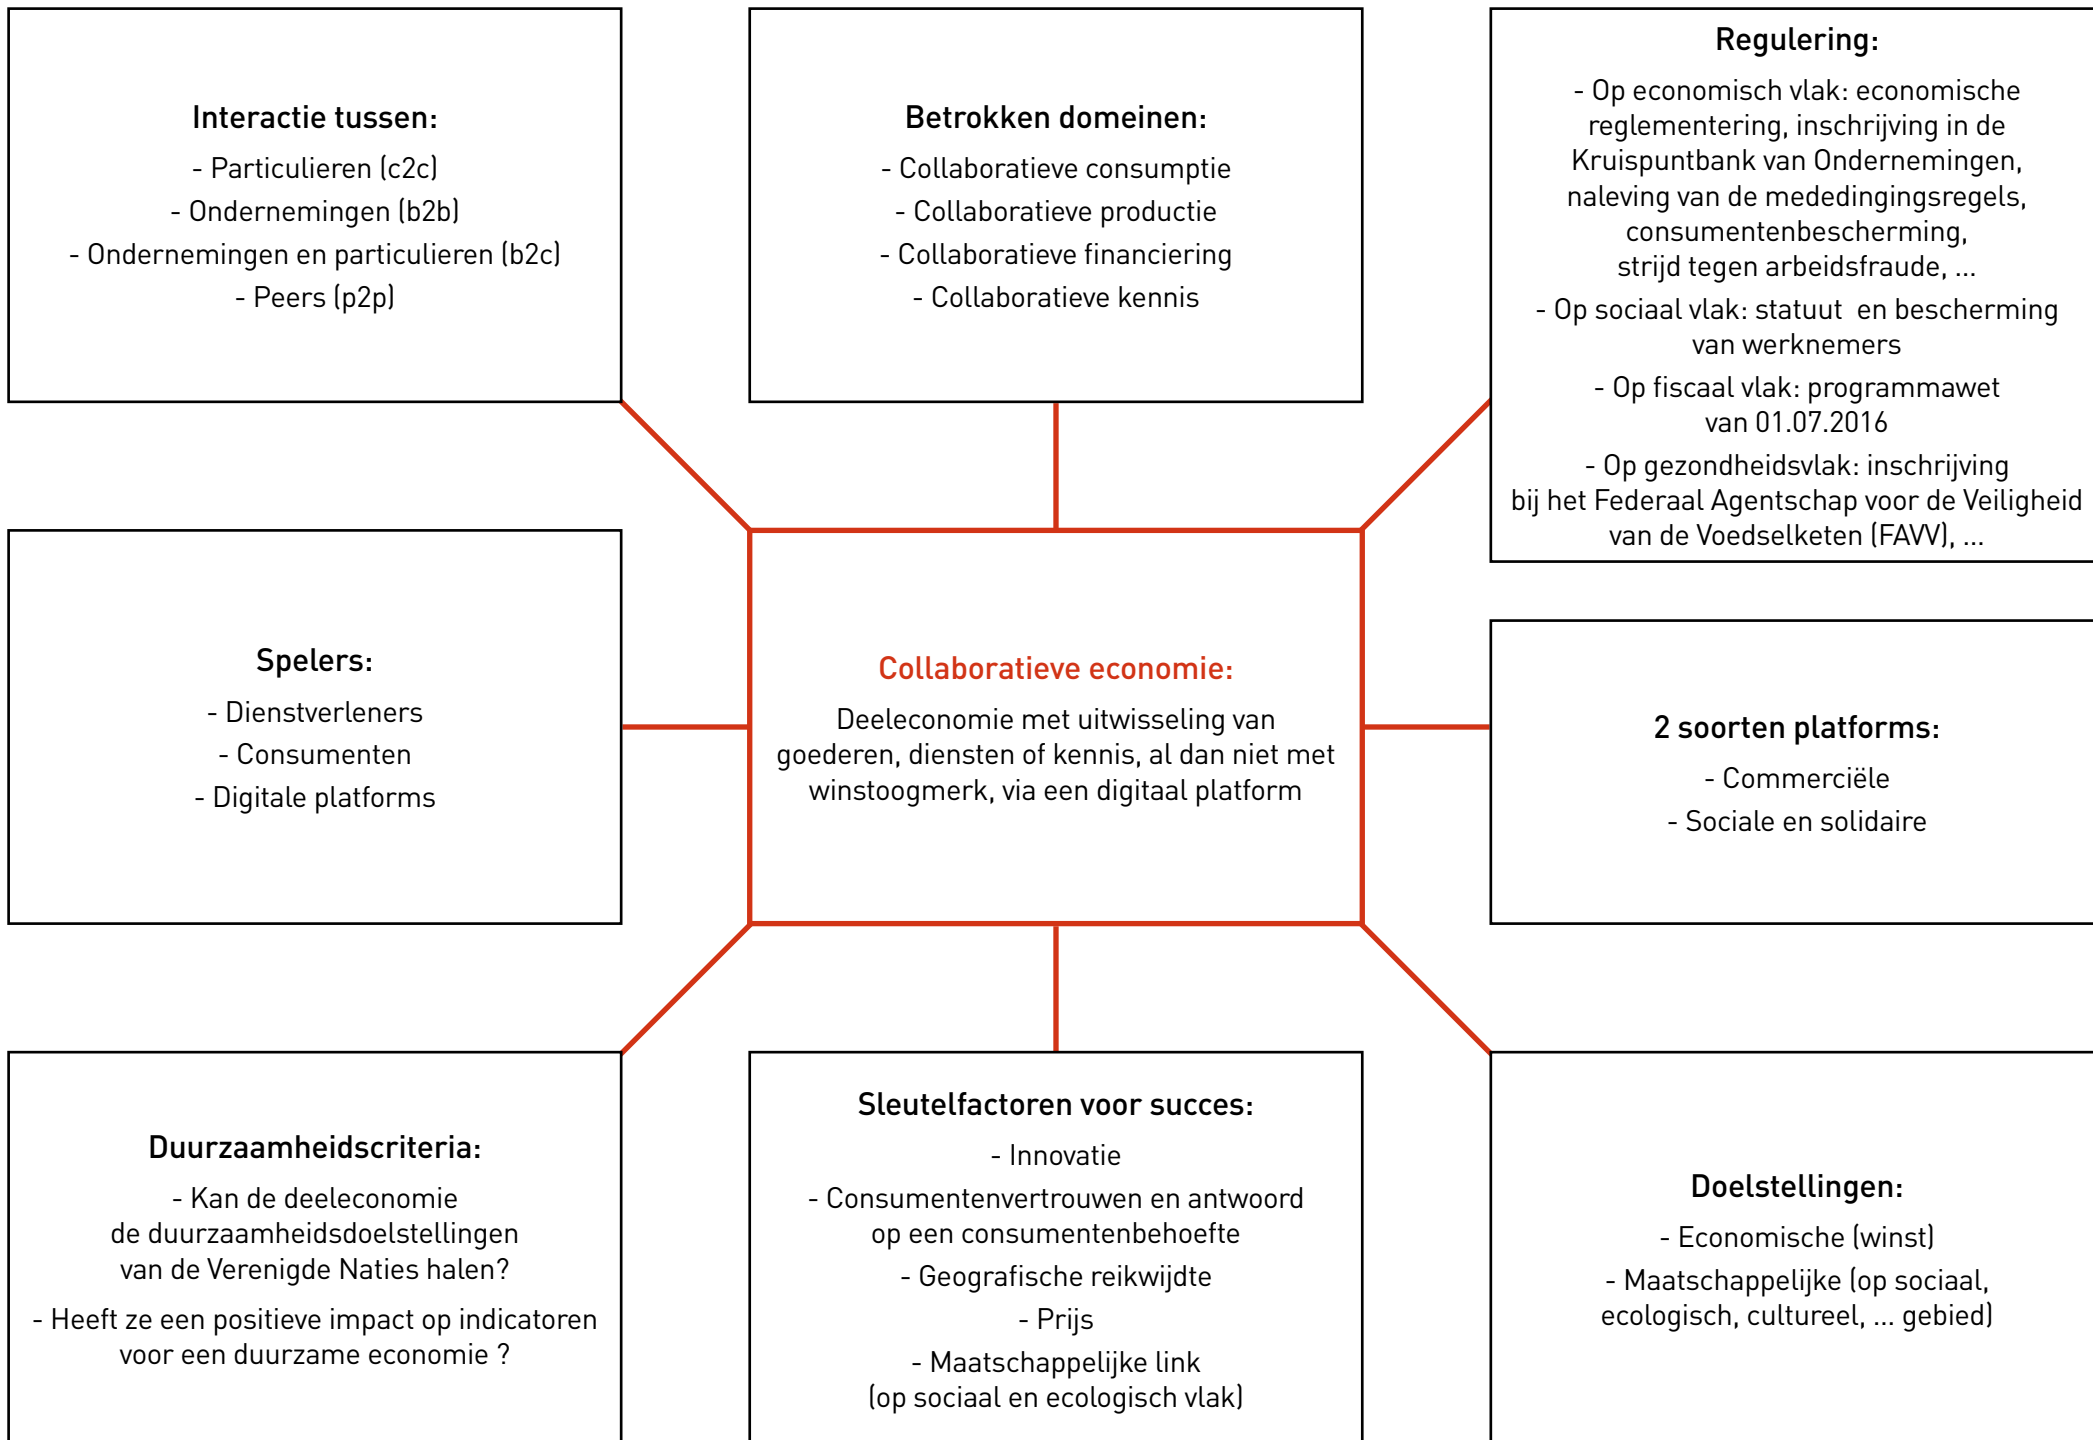 Interactie tussen:
- Particulieren (c2c)
- Ondernemingen (b2b)
- Ondernemingen en particulieren (b2c)
- Peers (p2p)
Betrokken domeinen:
- Collaboratieve consumptie
- Collaboratieve productie
- Collaboratieve financiering
- Collaboratieve kennis
Regulering:
- Op economisch vlak: economische
reglementering, inschrijving in de
Kruispuntbank van Ondernemingen,
naleving van de mededingingsregels,
consumentenbescherming,
strijd tegen arbeidsfraude, ...
- Op sociaal vlak: statuut  en bescherming
van werknemers
- Op fiscaal vlak: programmawet
van 01.07.2016
- Op gezondheidsvlak: inschrijving
bij het Federaal Agentschap voor de Veiligheid
van de Voedselketen (FAVV), ...
Spelers:
- Dienstverleners
- Consumenten
- Digitale platforms
Collaboratieve economie:
Deeleconomie met uitwisseling van
goederen, diensten of kennis, al dan niet met
winstoogmerk, via een digitaal platform
2 soorten platforms:
- Commerciële
- Sociale en solidaire
Duurzaamheidscriteria:
- Kan de deeleconomie
de duurzaamheidsdoelstellingen
van de Verenigde Naties halen?
- Heeft ze een positieve impact op indicatoren
voor een duurzame economie ?
Sleutelfactoren voor succes:
- Innovatie
- Consumentenvertrouwen en antwoord
op een consumentenbehoefte
- Geografische reikwijdte
- Prijs
- Maatschappelijke link
(op sociaal en ecologisch vlak)
Doelstellingen:
- Economische (winst)
- Maatschappelijke (op sociaal,
ecologisch, cultureel, ... gebied)